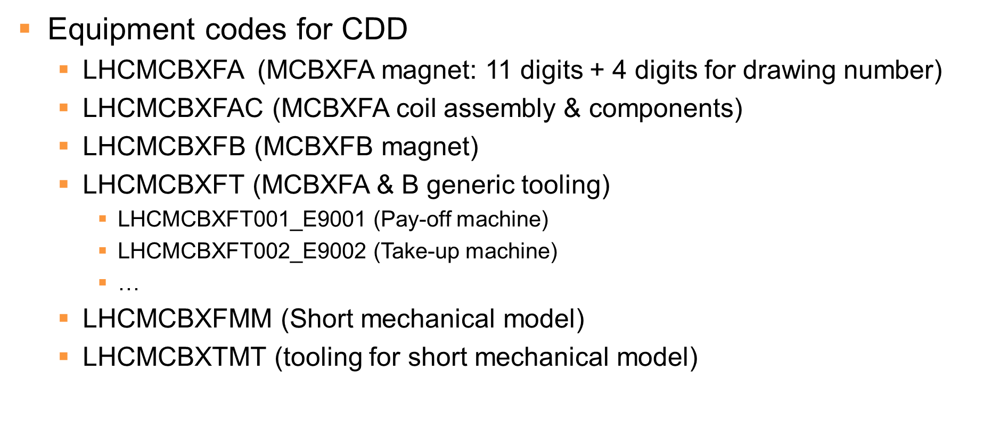 Equipment codes for CDD
LHCMCBXFA (MCBXFA magnet: 11 digits + 4 digits for drawing number)
LHCMCBXFAC (MCBXFA coil assembly & components)
LHCMCBXFB (MCBXFB magnet)
LHCMCBXFT (MCBXFA & B generic tooling)
LHCMCBXFT001_E9001 (Pay-off machine)
LHCMCBXFT002_E9002 (Take-up machine)
…
LHCMCBXFMM (Short mechanical model)
LHCMCBXTMT (tooling for short mechanical model)